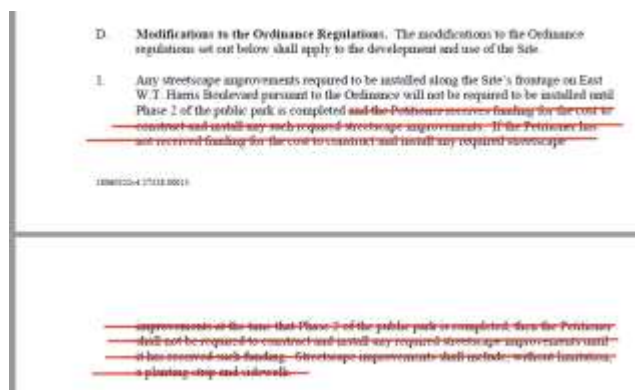 D. Modifications to the Ordinance Regulations. The modifications to the Ordinance
regulations set out below shall apply to the development and use of the Site.
1. Any streetscape improvements required to be installed along the Site's frontage on East
W.T. Harris Boulevard pursuant to the Ordinance will not be required to be installed until
Phase 2 of the public park is completed and the Petitioner receives funding for the cost to
construct and install any such required streetscape improvements. If the Petitioner has
not received funding for the cost to construct and install any required streetscape
improvements at the time that Phase 2 of the public park is completed, then the Petitioner
shall not be required to construct and install any required streetscape improvements until
it has received such funding. Streetscape improvements shall include, without limitation,
a planting strip and sidewalk.